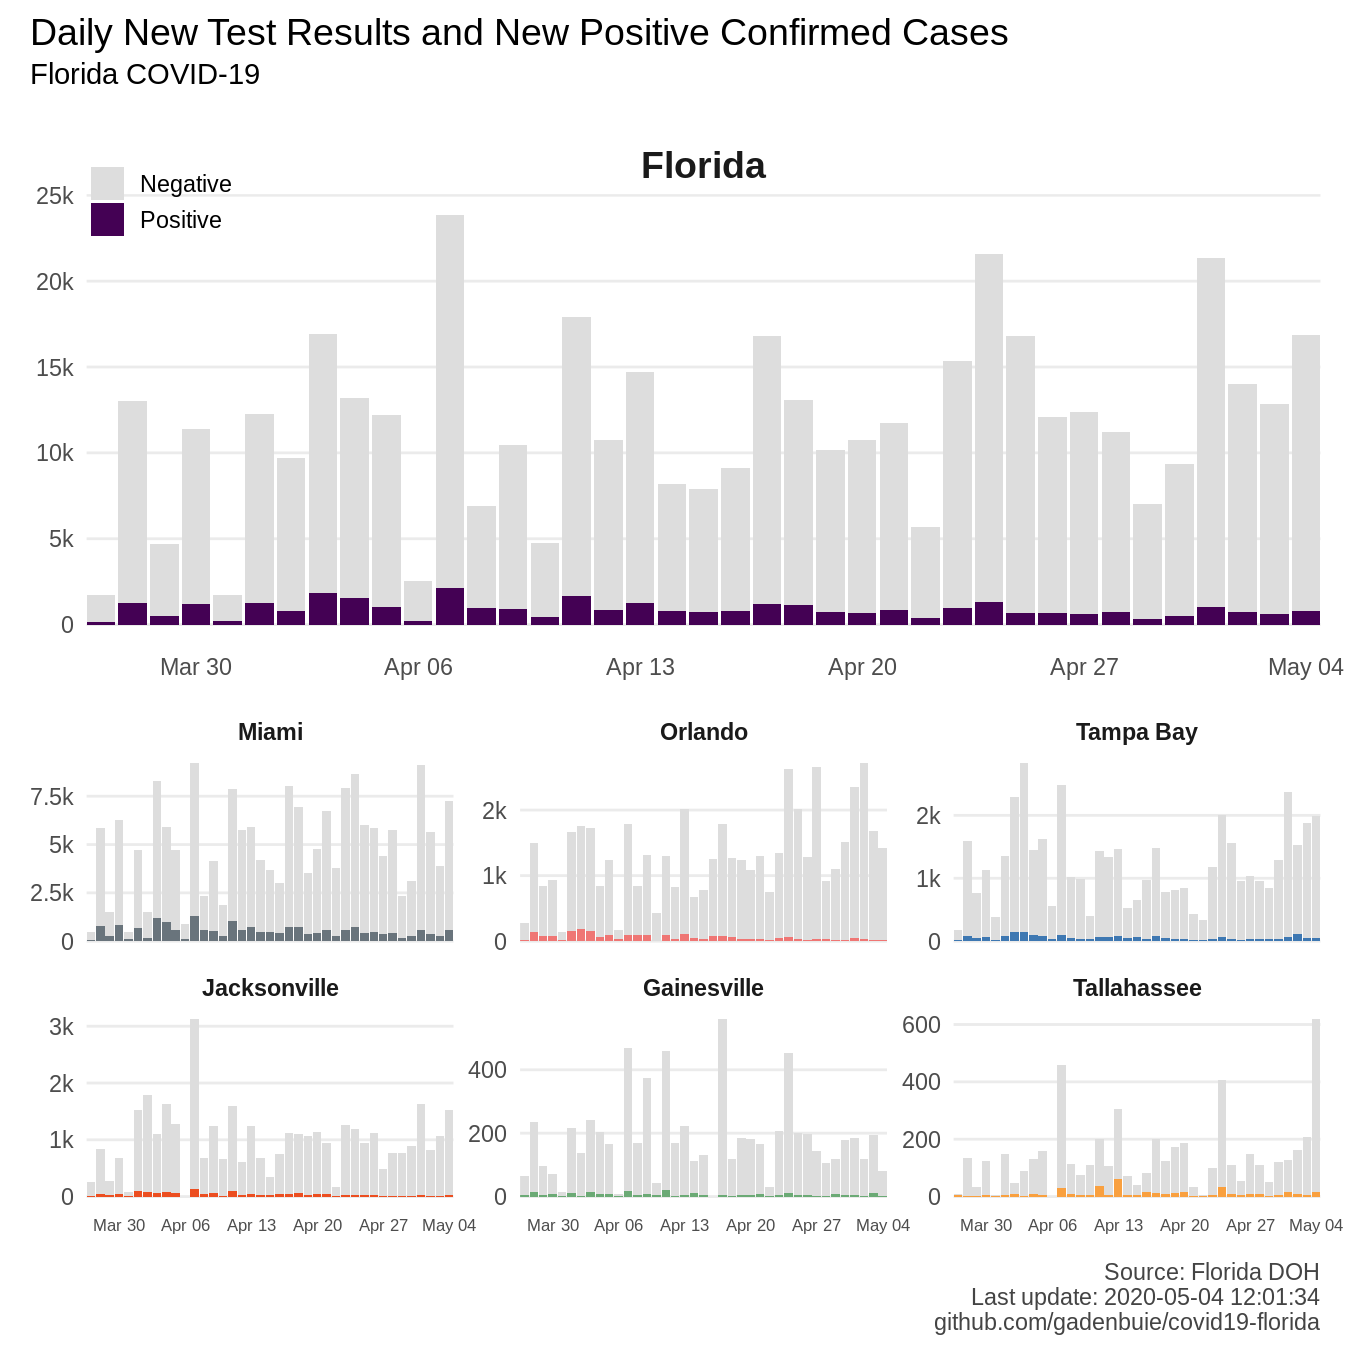 Daily New Test Results and New Positive Confirmed Cases
Florida COVID-19
Florida
Negative
Positive
25k
20k
15k
10k
5k
0
Mar 30 Apr 06 Apr 13 Apr 20 Apr 27 May 04
Miami Orlando Tampa Bay
7.5k
5k
2.5k
0
2k
1k
0
2k
1k
0
Jacksonville Gainesville Tallahassee
3k
2k
1k
0
400
200
0
600
400
200
0
Mar 30 Apr 06 Apr 13 Apr 20 Apr 27 May 04
Mar 30 Apr 06 Apr 13 Apr 20 Apr 27 May 04
Mar 30 Apr 06 Apr 13 Apr 20 Apr 27 May 04
Source: Florida DOH
Last update: 2020-05-04 12:01:34
github.com/gadenbuie/covid19-florida